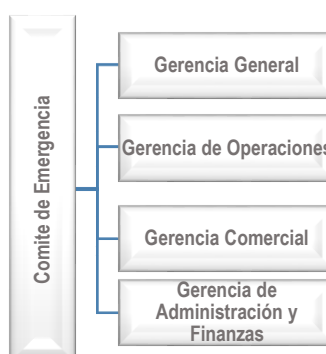 Comite de Emergencia
Gerencia General
Gerencia de Operaciones
Gerencia Comercial
Gerencia de
Administración y
Finanzas